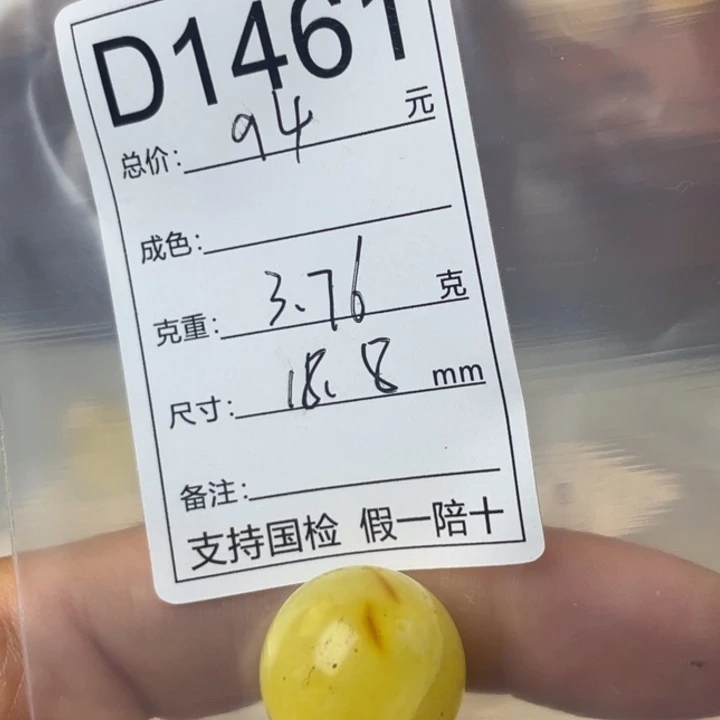 D1461
总价: 94 元
成色:
克重: 3.76 克
尺寸: 18.8 mm
备注:
支持国检 假一陪十